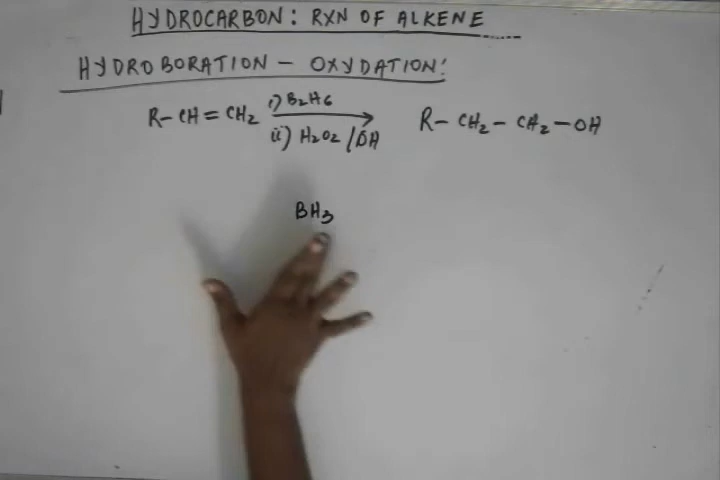 HYDROCARBON: RXN OF ALKENE
HYDROBORATION - OXYDATION:
R-CH=CH2 i) B2H6 ii) H2O2/OH R-CH2-CH2-OH
BH3